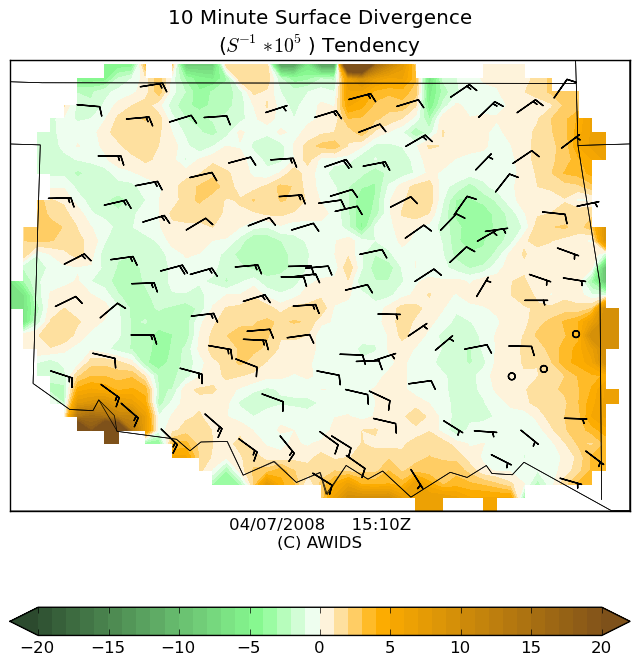 10 Minute Surface Divergence
(S⁻¹ * 10⁵ ) Tendency
04/07/2008 15:10Z
(C) AWIDS
−20 −15 −10 −5 0 5 10 15 20